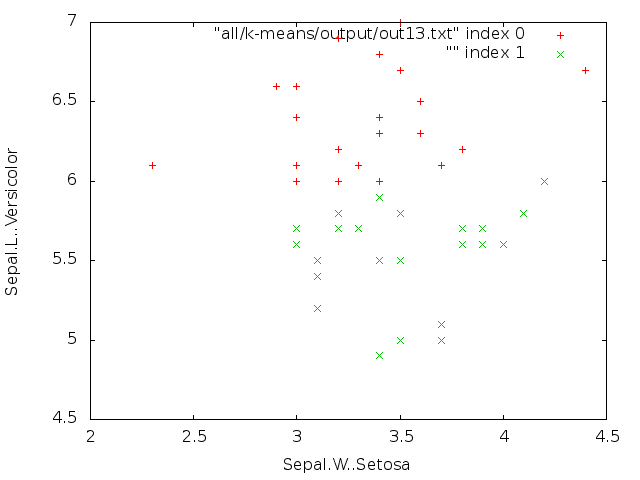 7
"all/k-means/output/out13.txt" index 0
"" index 1
6.5
6
5.5
5
4.5
2 2.5 3 3.5 4 4.5
Sepal.L..Versicolor
Sepal.W..Setosa